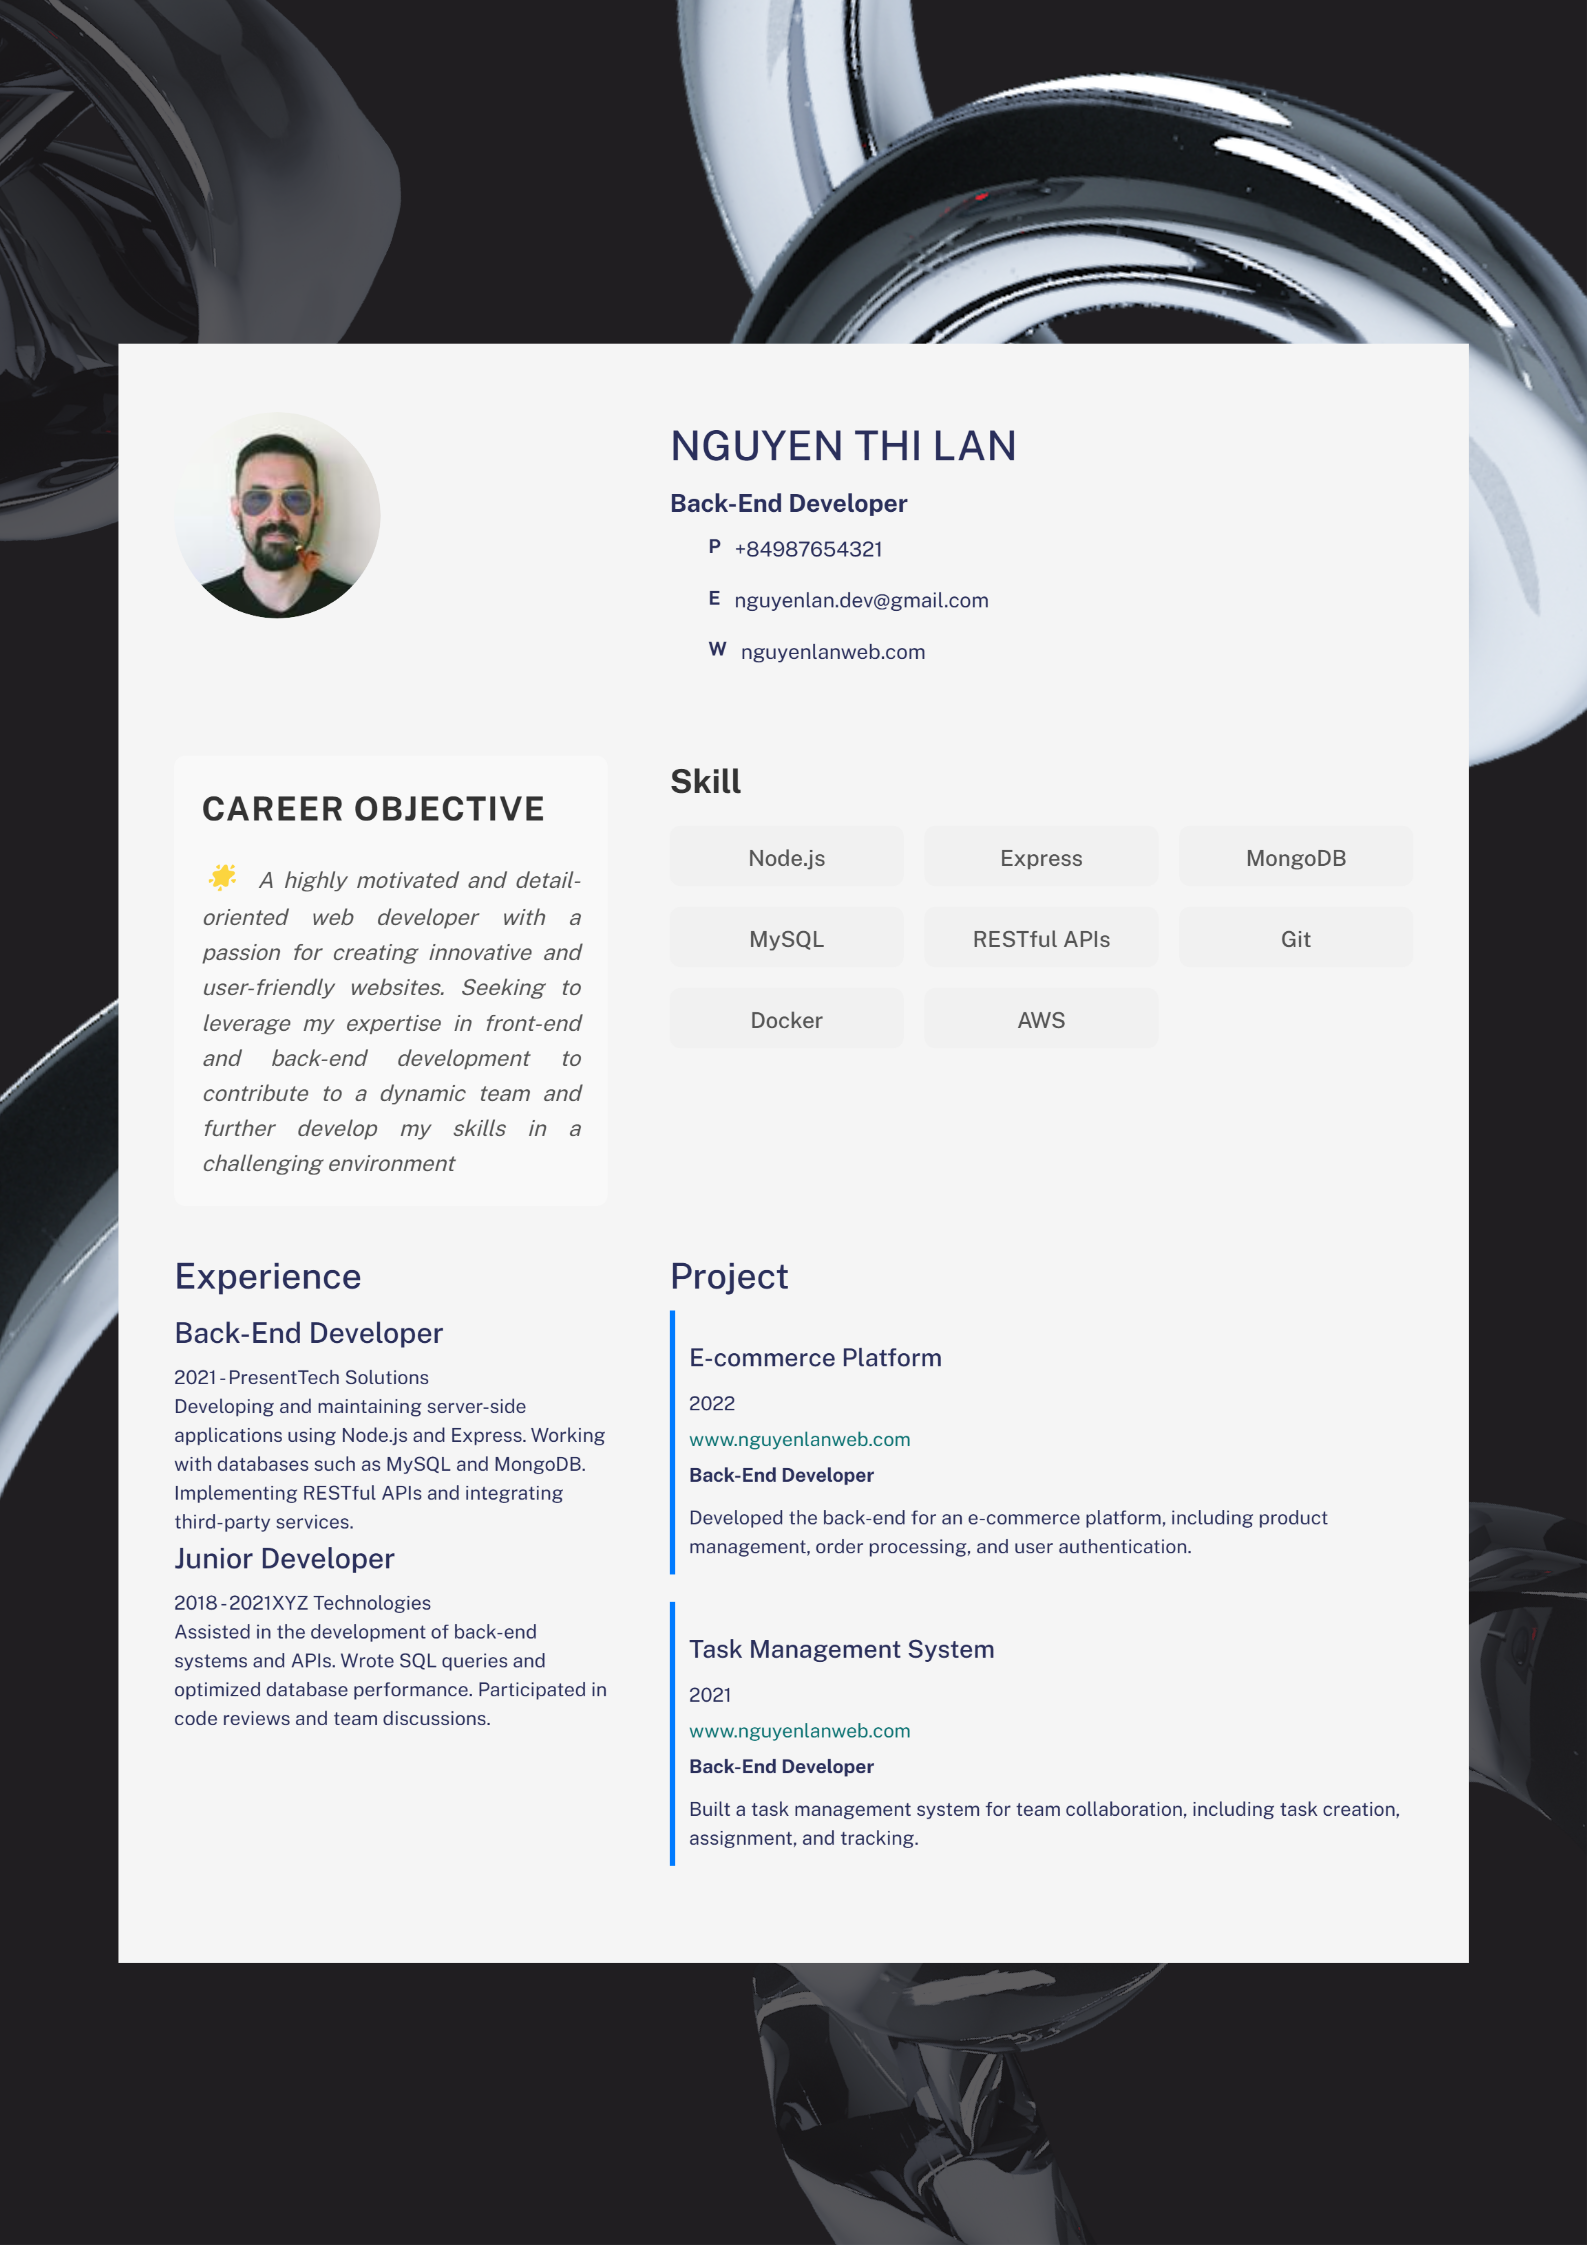 NGUYEN THI LAN
Back-End Developer
P +84987654321
E nguyenlan.dev@gmail.com
W nguyenlanweb.com
CAREER OBJECTIVE
🌟 A highly motivated and detail-
oriented web developer with a
passion for creating innovative and
user-friendly websites. Seeking to
leverage my expertise in front-end
and back-end development to
contribute to a dynamic team and
further develop my skills in a
challenging environment
Skill
Node.js Express MongoDB
MySQL RESTful APIs Git
Docker AWS
Experience
Back-End Developer
2021 - PresentTech Solutions
Developing and maintaining server-side
applications using Node.js and Express. Working
with databases such as MySQL and MongoDB.
Implementing RESTful APIs and integrating
third-party services.
Junior Developer
2018 - 2021XYZ Technologies
Assisted in the development of back-end
systems and APIs. Wrote SQL queries and
optimized database performance. Participated in
code reviews and team discussions.
Project
E-commerce Platform
2022
www.nguyenlanweb.com
Back-End Developer
Developed the back-end for an e-commerce platform, including product
management, order processing, and user authentication.
Task Management System
2021
www.nguyenlanweb.com
Back-End Developer
Built a task management system for team collaboration, including task creation,
assignment, and tracking.